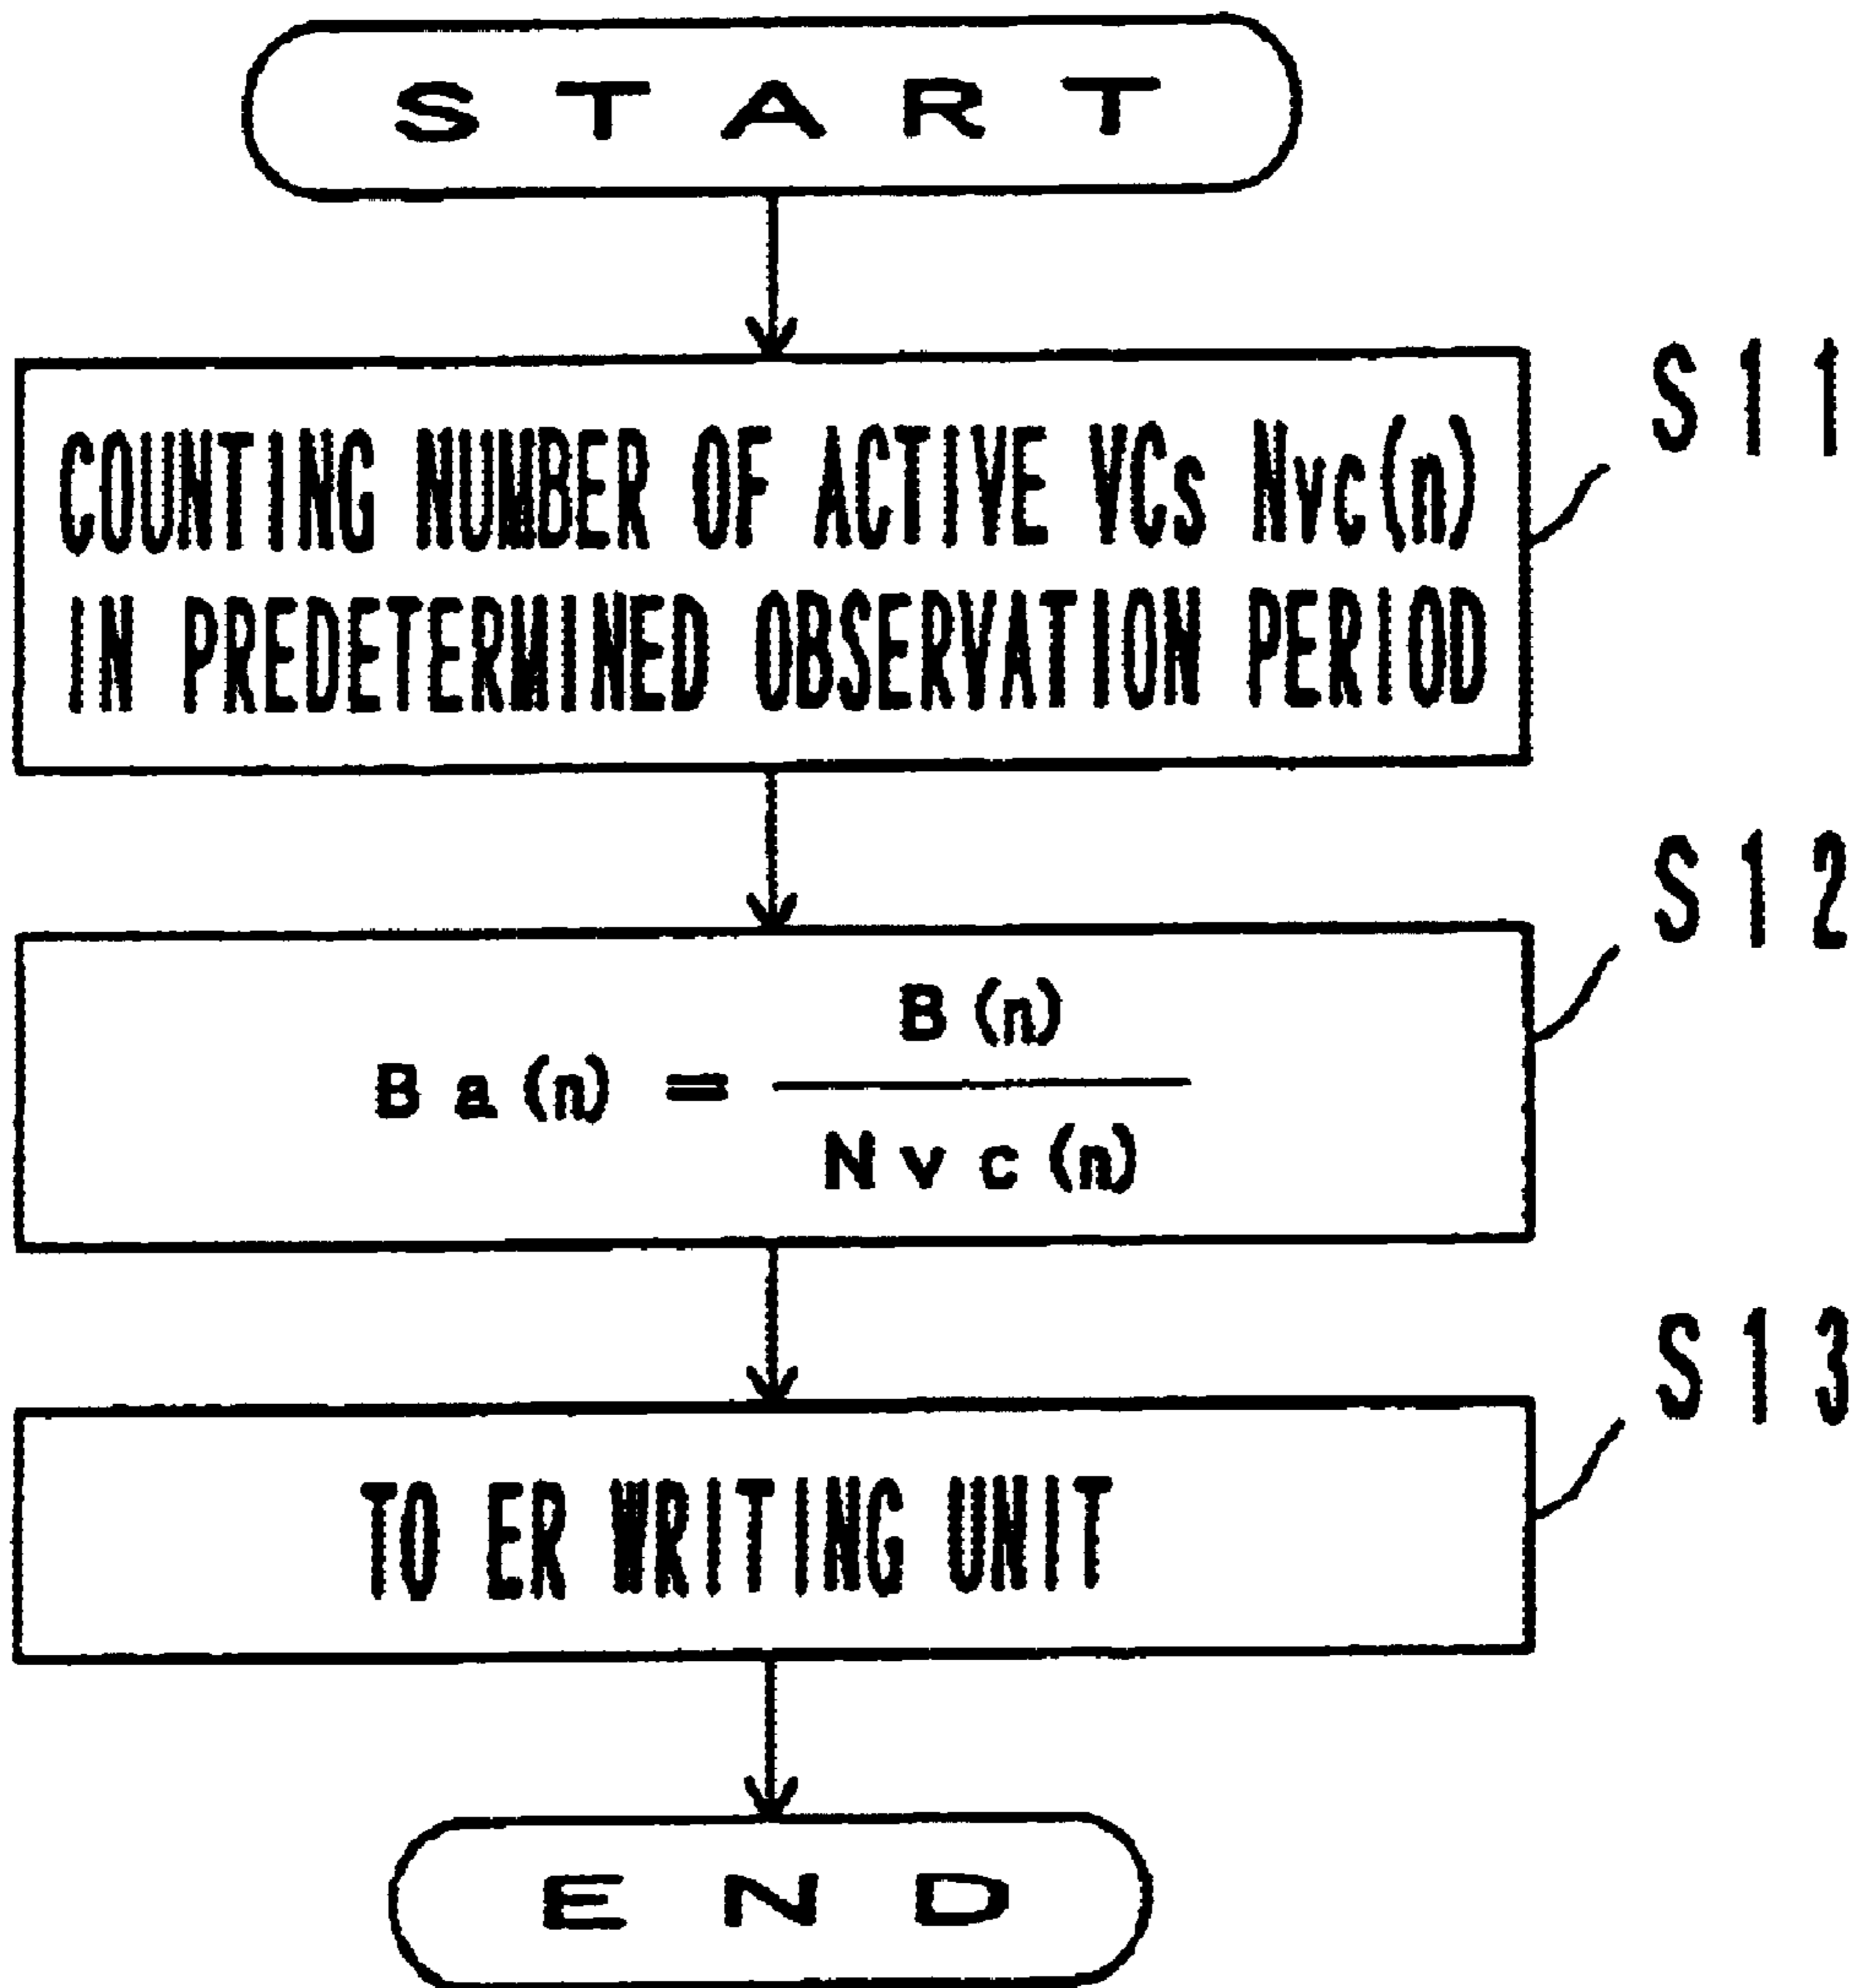 START
S11
COUNTING NUMBER OF ACTIVE VCs Nvc(n)
IN PREDETERMINED OBSERVATION PERIOD
S12
B(n)
Ba(n) =
Nvc(n)
S13
TO ER WRITING UNIT
END